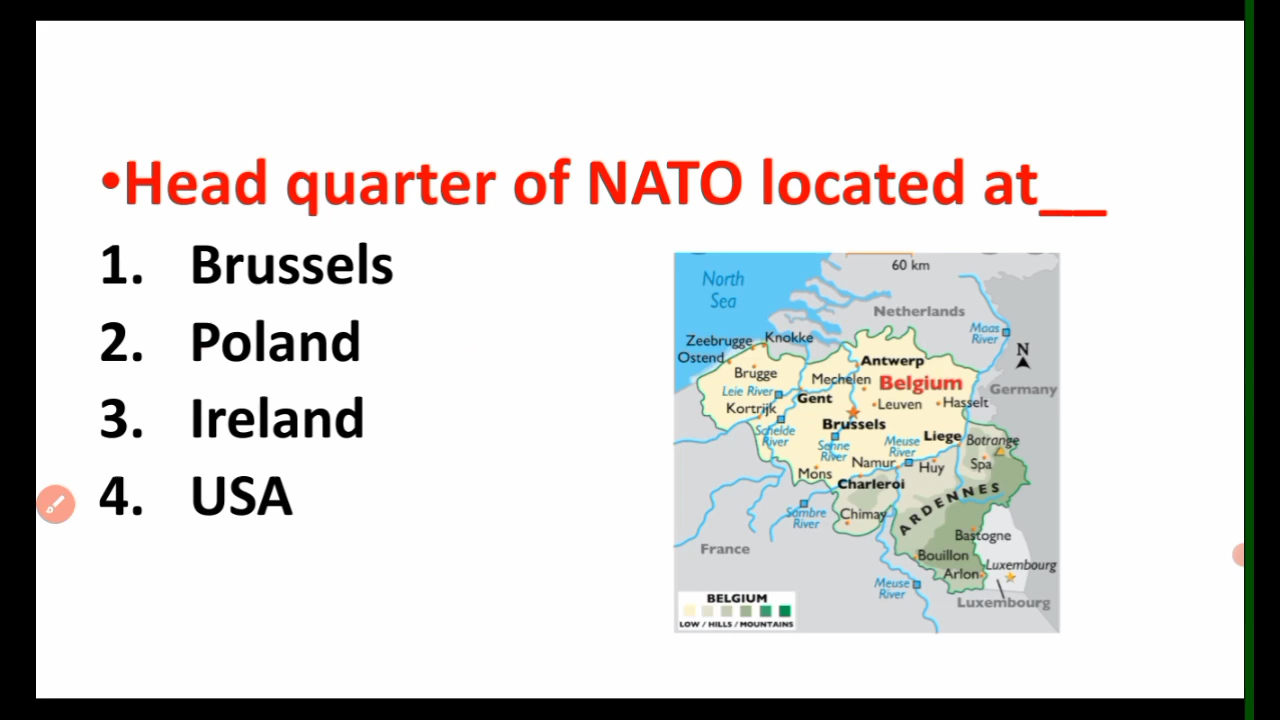 •Head quarter of NATO located at__
1. Brussels
2. Poland
3. Ireland
4. USA
60 km
North
Sea
Netherlands
Maas
River
N
Zeebrugge
Knokke
Ostend
Antwerp
Brugge
Mechelen
Belgium
Germany
Leie River
Gent
Leuven
Hasselt
Kortrijk
Schelde
River
Brussels
Senne
River
Meuse
River
Liege
Botrange
Namur
Huy
Spa
Mons
Charleroi
ARDENNES
Sambre
River
Chimay
Bastogne
France
Bouillon
Luxembourg
Arlon
Meuse
River
Luxembourg
BELGIUM
LOW / HILLS / MOUNTAINS